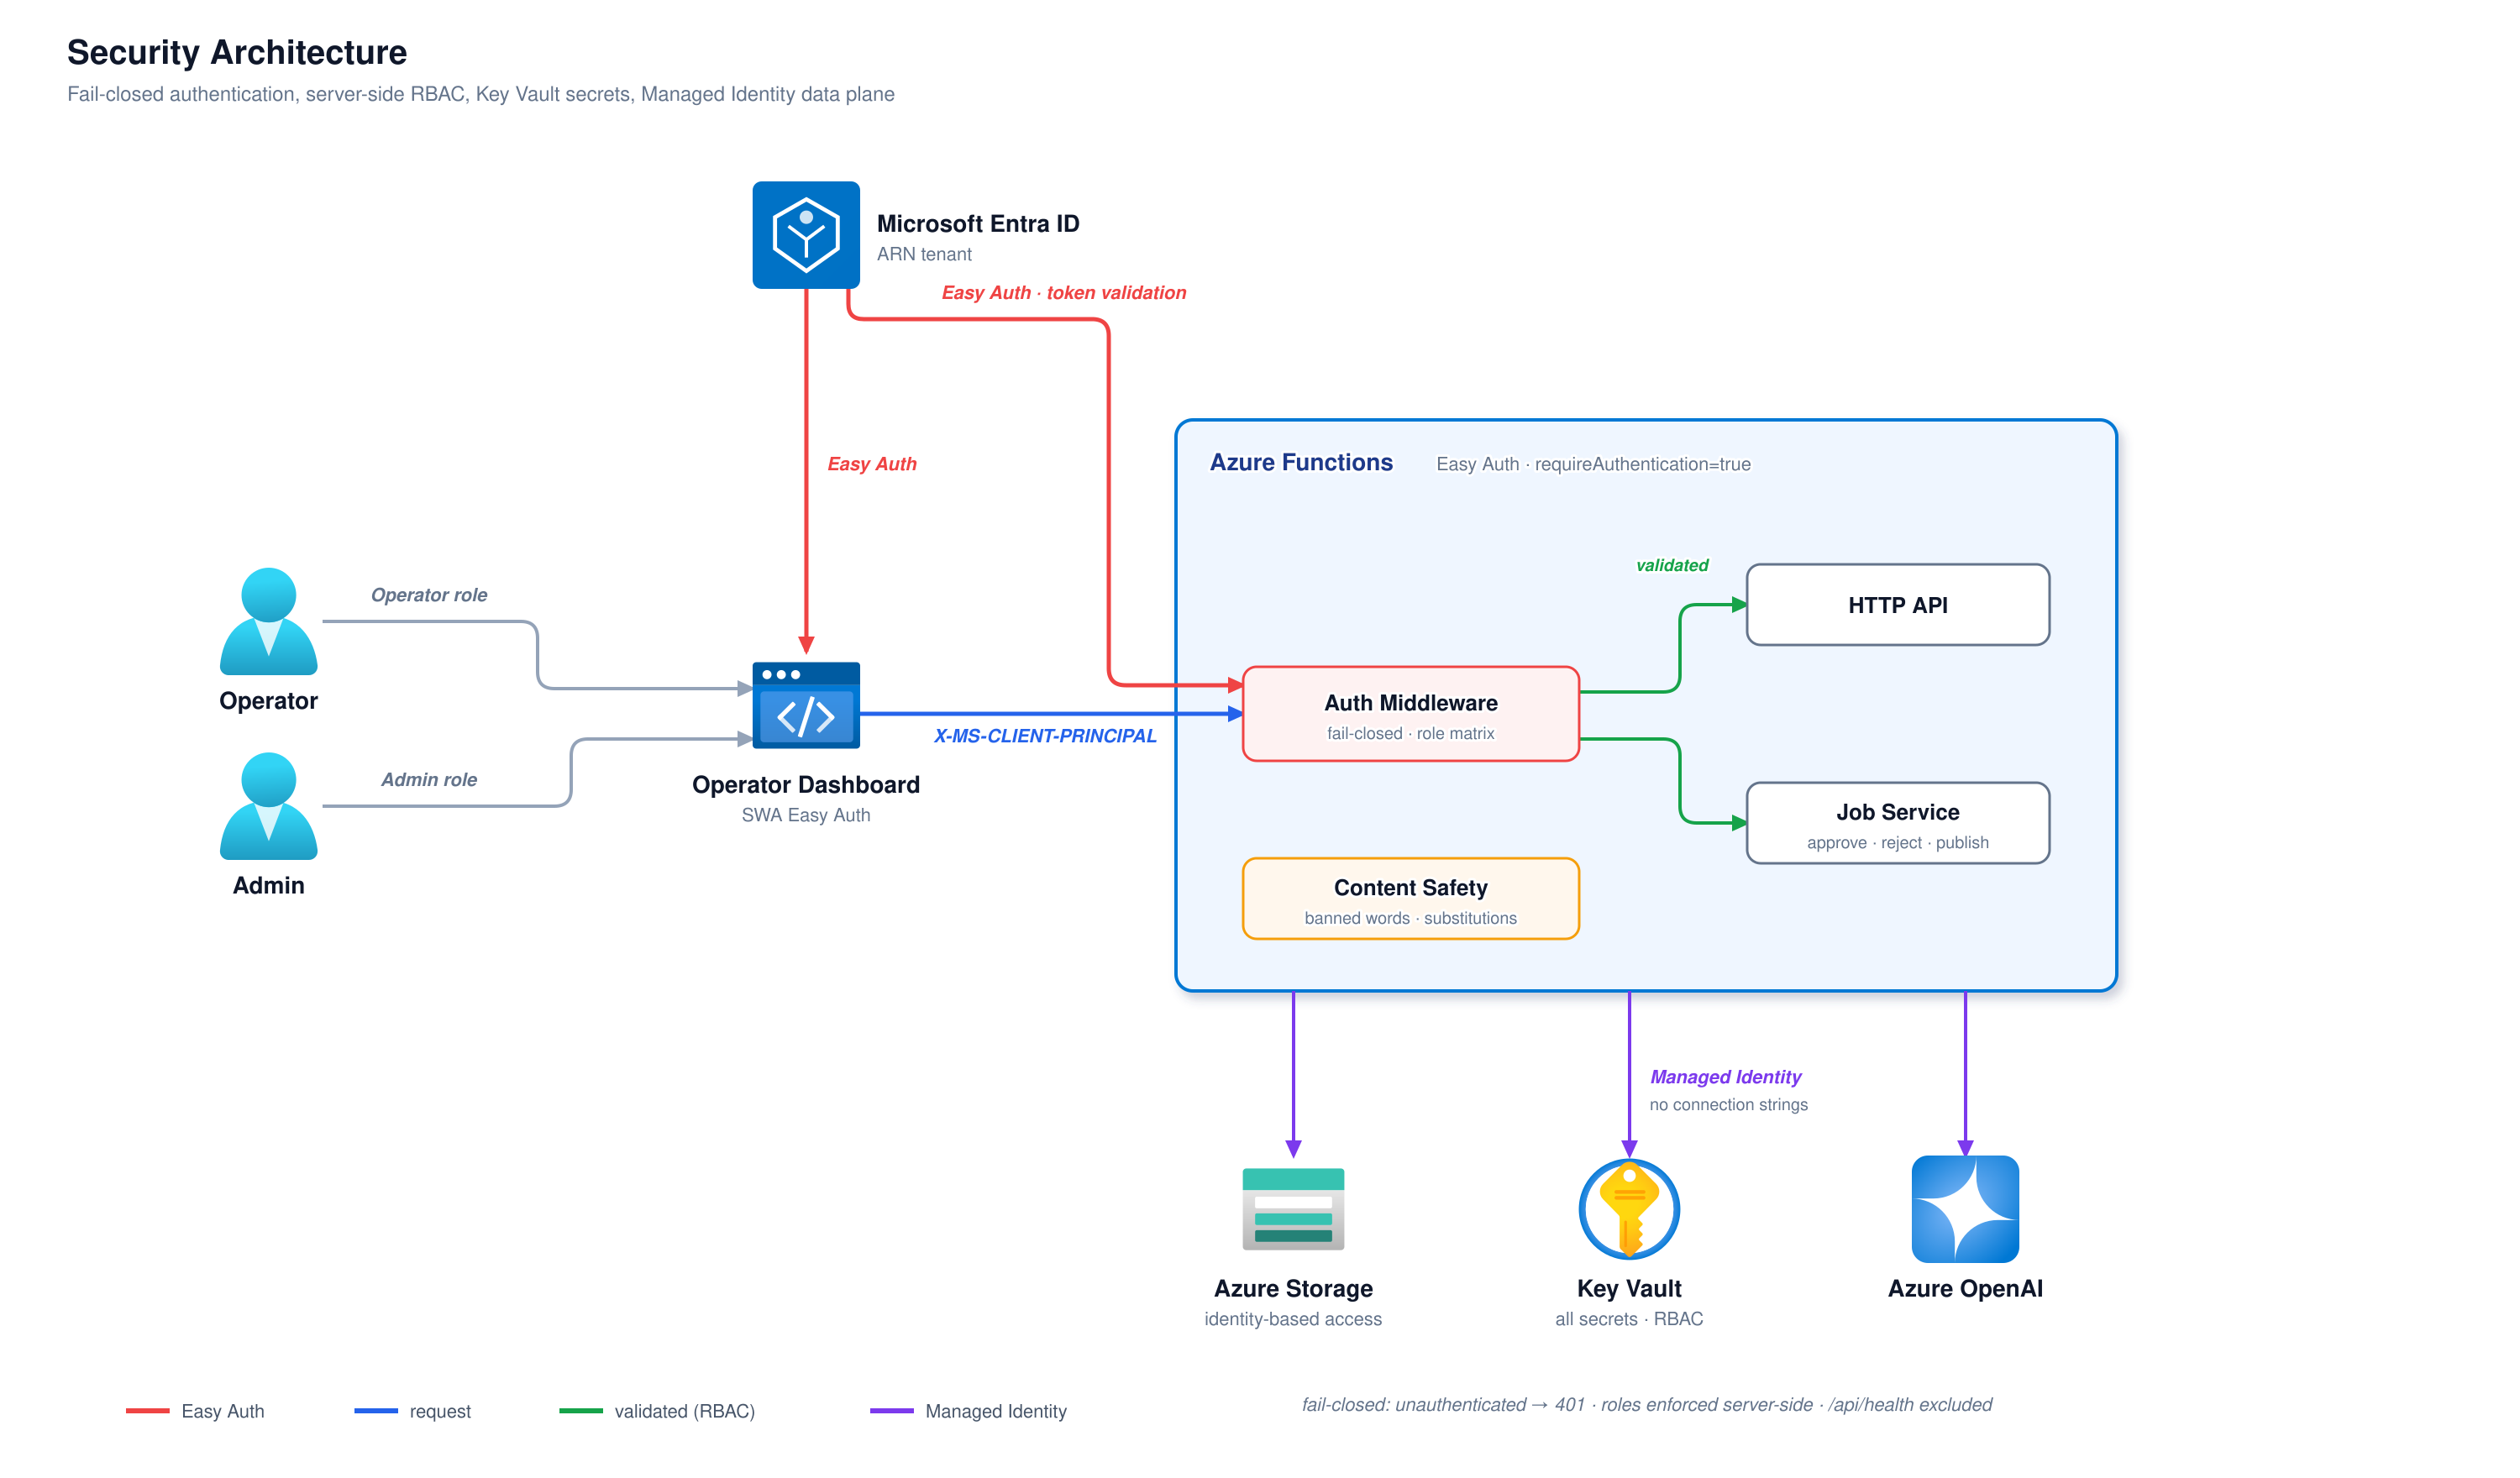 Security Architecture
Fail-closed authentication, server-side RBAC, Key Vault secrets, Managed Identity data plane
Microsoft Entra ID
ARN tenant
Easy Auth · token validation
Easy Auth
Azure Functions
Easy Auth · requireAuthentication=true
validated
HTTP API
Operator role
Operator
Auth Middleware
fail-closed · role matrix
X-MS-CLIENT-PRINCIPAL
Operator Dashboard
SWA Easy Auth
Admin role
Admin
Job Service
approve · reject · publish
Content Safety
banned words · substitutions
Managed Identity
no connection strings
Azure Storage
identity-based access
Key Vault
all secrets · RBAC
Azure OpenAI
Easy Auth
request
validated (RBAC)
Managed Identity
fail-closed: unauthenticated → 401 · roles enforced server-side · /api/health excluded